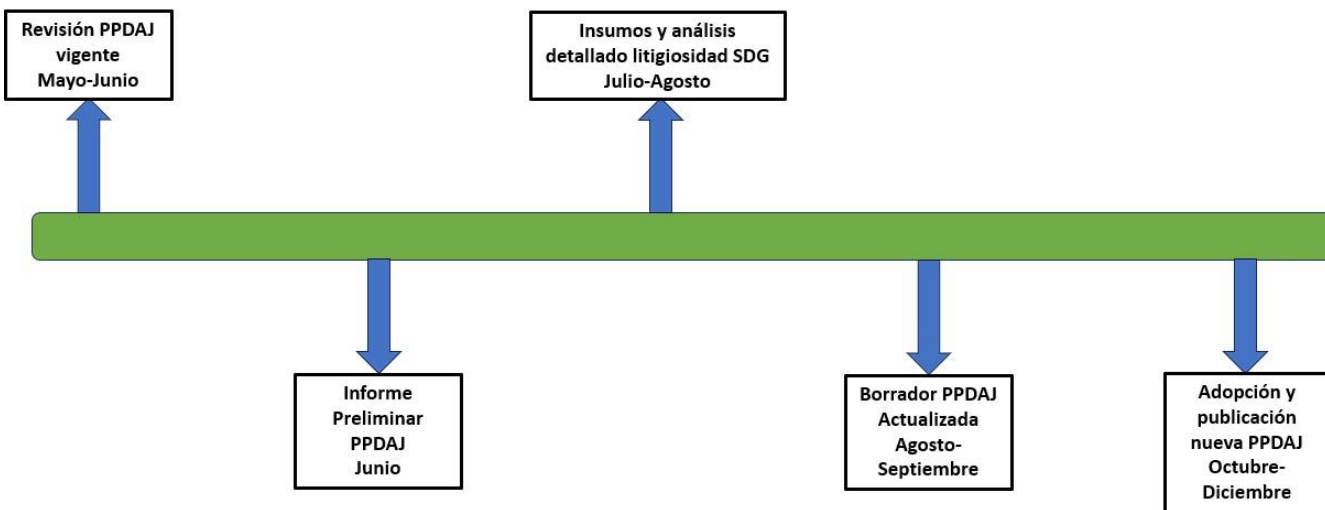 Revisión PPDAJ
vigente
Mayo-Junio
Insumos y análisis
detallado litigiosidad SDG
Julio-Agosto
Informe
Preliminar
PPDAJ
Junio
Borrador PPDAJ
Actualizada
Agosto-
Septiembre
Adopción y
publicación
nueva PPDAJ
Octubre-
Diciembre